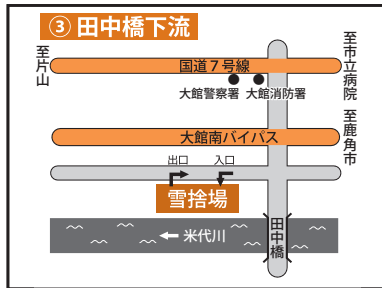 ③ 田中橋下流
至片山
国道7号線
至市立病院
大館警察署 大館消防署
至鹿角市
大館南バイパス
出口 入口
雪捨場
← 米代川
田中橋